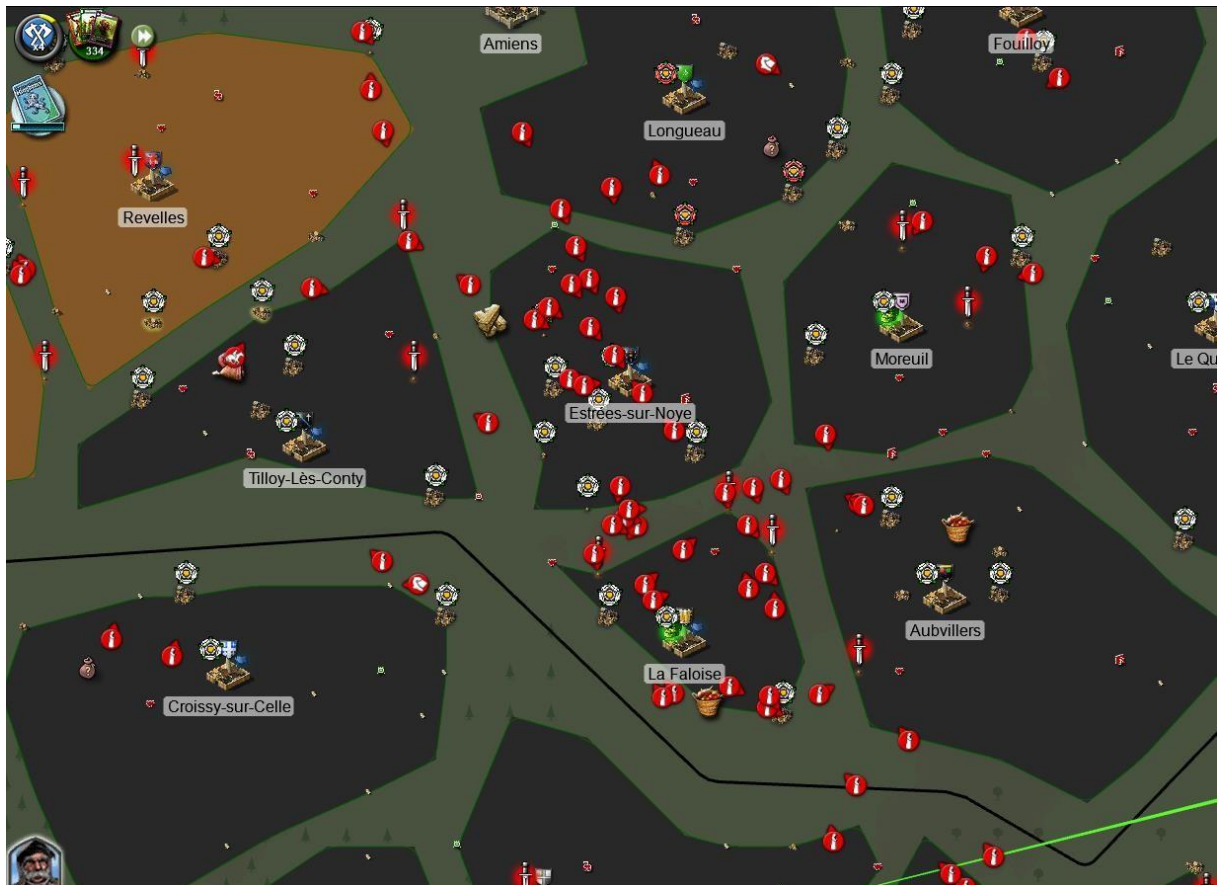 334
Amiens
Fouilloy
Longueau
Revelles
Moreuil
Le Qu
Estrées-sur-Noye
Tilloy-Lès-Conty
Aubvillers
La Faloise
Croissy-sur-Celle